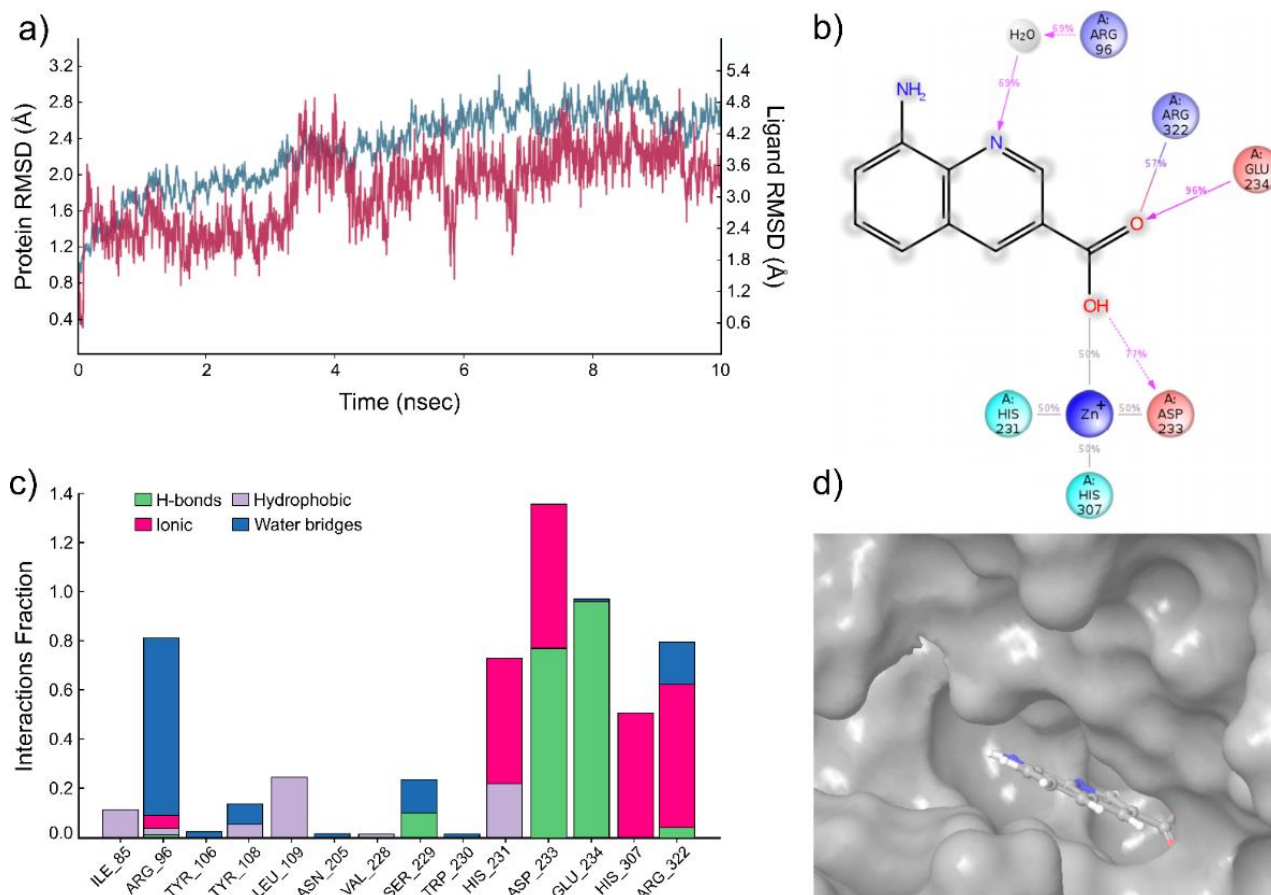 a)
Protein RMSD (Å)
3.2
2.8
2.4
2.0
1.6
1.2
0.8
0.4
5.4
4.8
4.2
3.6
3.0
2.4
1.8
1.2
0.6
Ligand RMSD (Å)
0 2 4 6 8 10
Time (nsec)
b)
H₂O
69%
A:
ARG
96
69%
NH₂
N
A:
ARG
322
57%
A:
GLU
234
96%
O
OH
50%
77%
A:
HIS
231
50%
Zn+
50%
A:
ASP
233
50%
A:
HIS
307
c)
Interactions Fraction
1.4
1.2
1.0
0.8
0.6
0.4
0.2
0.0
H-bonds
Hydrophobic
Ionic
Water bridges
ILE_85
ARG_96
TYR_106
TYR_108
LEU_109
ASN_205
VAL_228
SER_229
TRP_230
HIS_231
ASP_233
GLU_234
HIS_307
ARG_322
d)